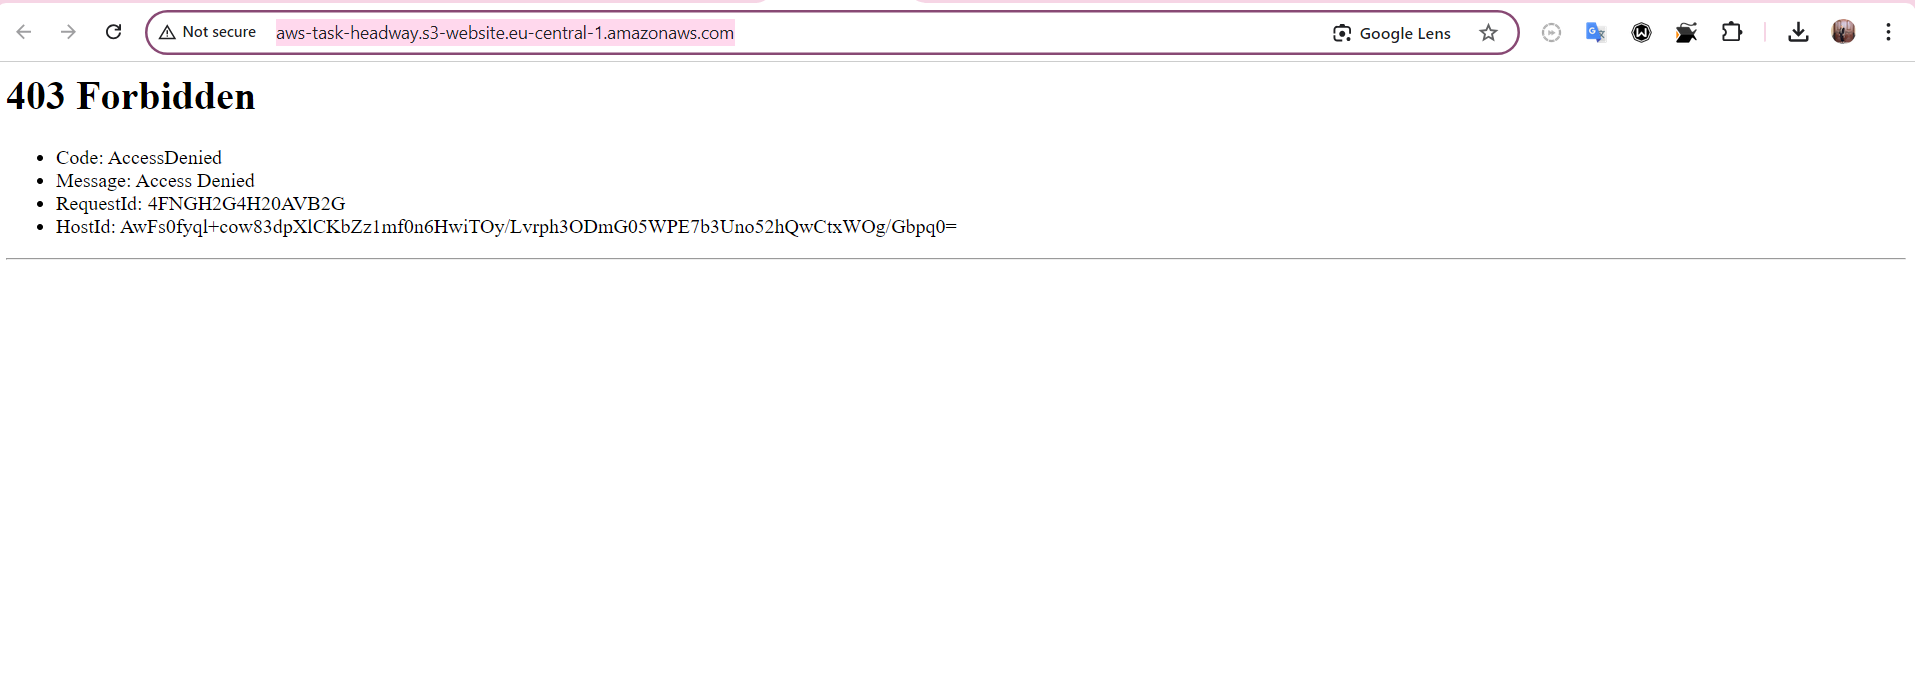 Not secure aws-task-headway.s3-website.eu-central-1.amazonaws.com Google Lens
403 Forbidden
• Code: AccessDenied
• Message: Access Denied
• RequestId: 4FNGH2G4H20AVB2G
• HostId: AwFs0fyql+cow83dpXlCKbZz1mf0n6HwiTOy/Lvrph3ODmG05WPE7b3Uno52hQwCtxWOg/Gbpq0=